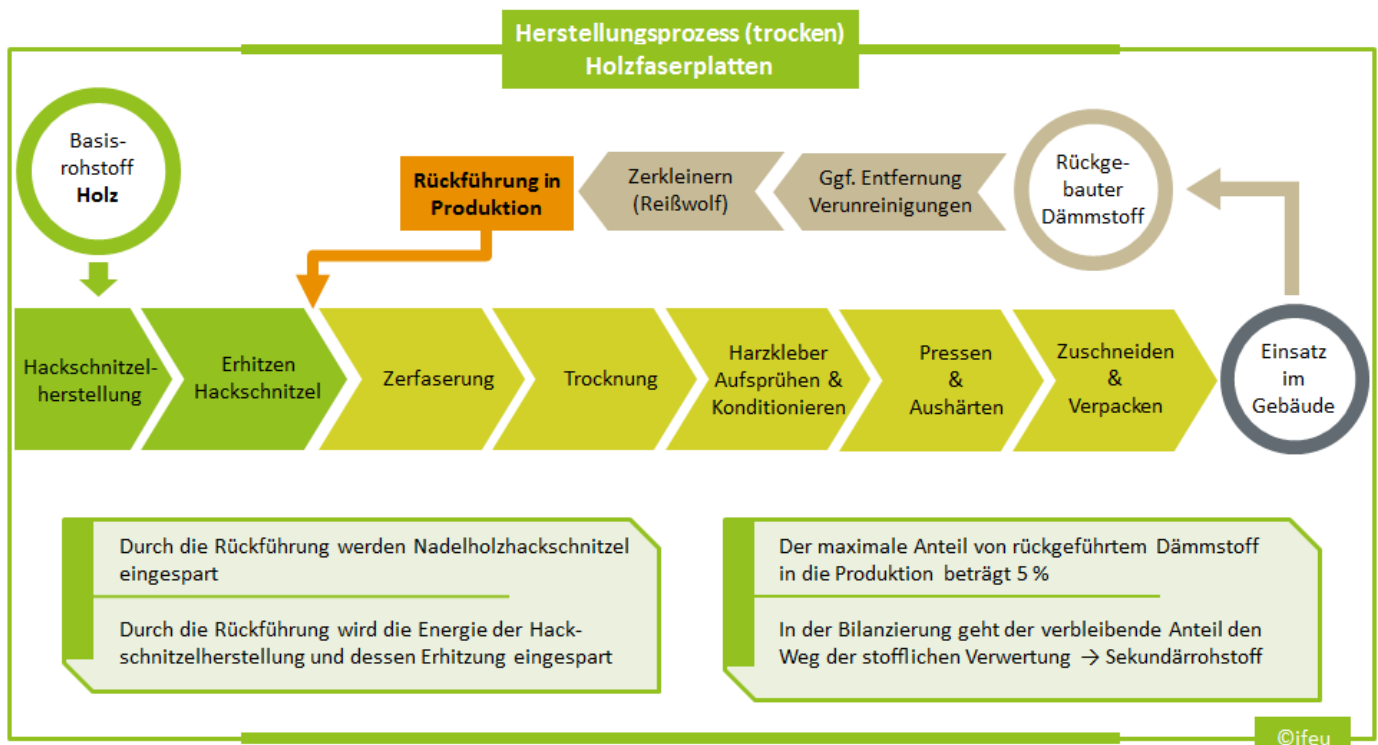 Herstellungsprozess (trocken)
Holzfaserplatten
Basis-
rohstoff
Holz
Rückführung in
Produktion
Zerkleinern
(Reißwolf)
Ggf. Entfernung
Verunreinigungen
Rückge-
bauter
Dämmstoff
Hackschnitzel-
herstellung
Erhitzen
Hackschnitzel
Zerfaserung
Trocknung
Harzkleber
Aufsprühen &
Konditionieren
Pressen
&
Aushärten
Zuschneiden
&
Verpacken
Einsatz
im
Gebäude
Durch die Rückführung werden Nadelholzhackschnitzel
eingespart
Durch die Rückführung wird die Energie der Hack-
schnitzelherstellung und dessen Erhitzung eingespart
Der maximale Anteil von rückgeführtem Dämmstoff
in die Produktion beträgt 5 %
In der Bilanzierung geht der verbleibende Anteil den
Weg der stofflichen Verwertung → Sekundärrohstoff
©ifeu